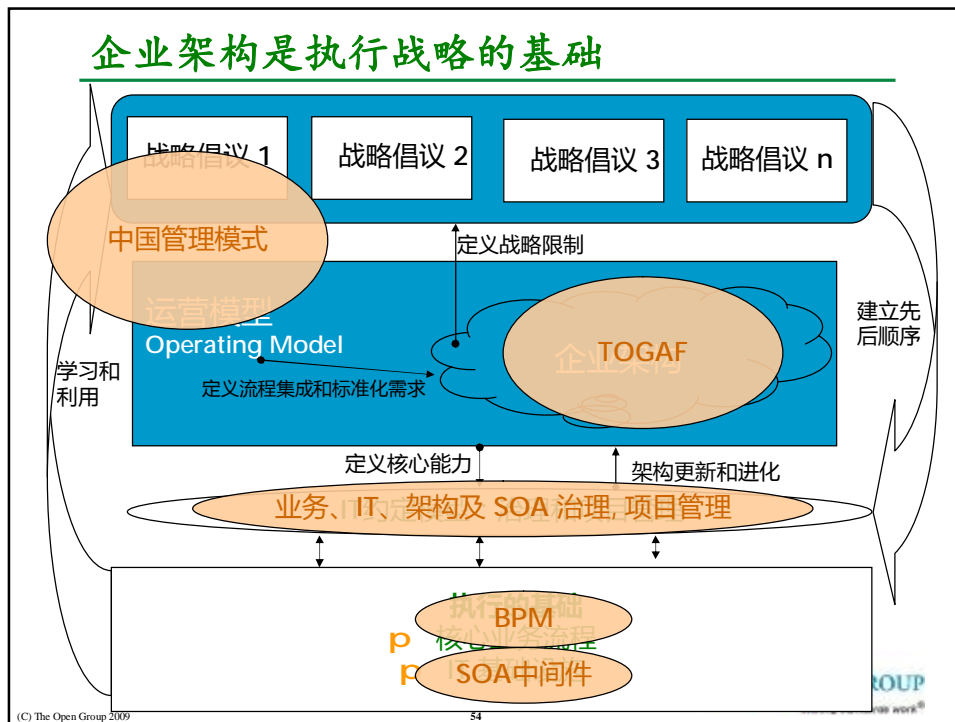 企业架构是执行战略的基础
战略倡议 1
战略倡议 2
战略倡议 3
战略倡议 n
中国管理模式
定义战略限制
运营模型
Operating Model
企业架构
TOGAF
建立先
后顺序
学习和
利用
定义流程集成和标准化需求
定义核心能力
架构更新和进化
业务、IT、架构及 SOA 治理, 项目管理
执行的基础
BPM
p 核心业务流程
p
SOA中间件
ROUP
(C) The Open Group 2009
54